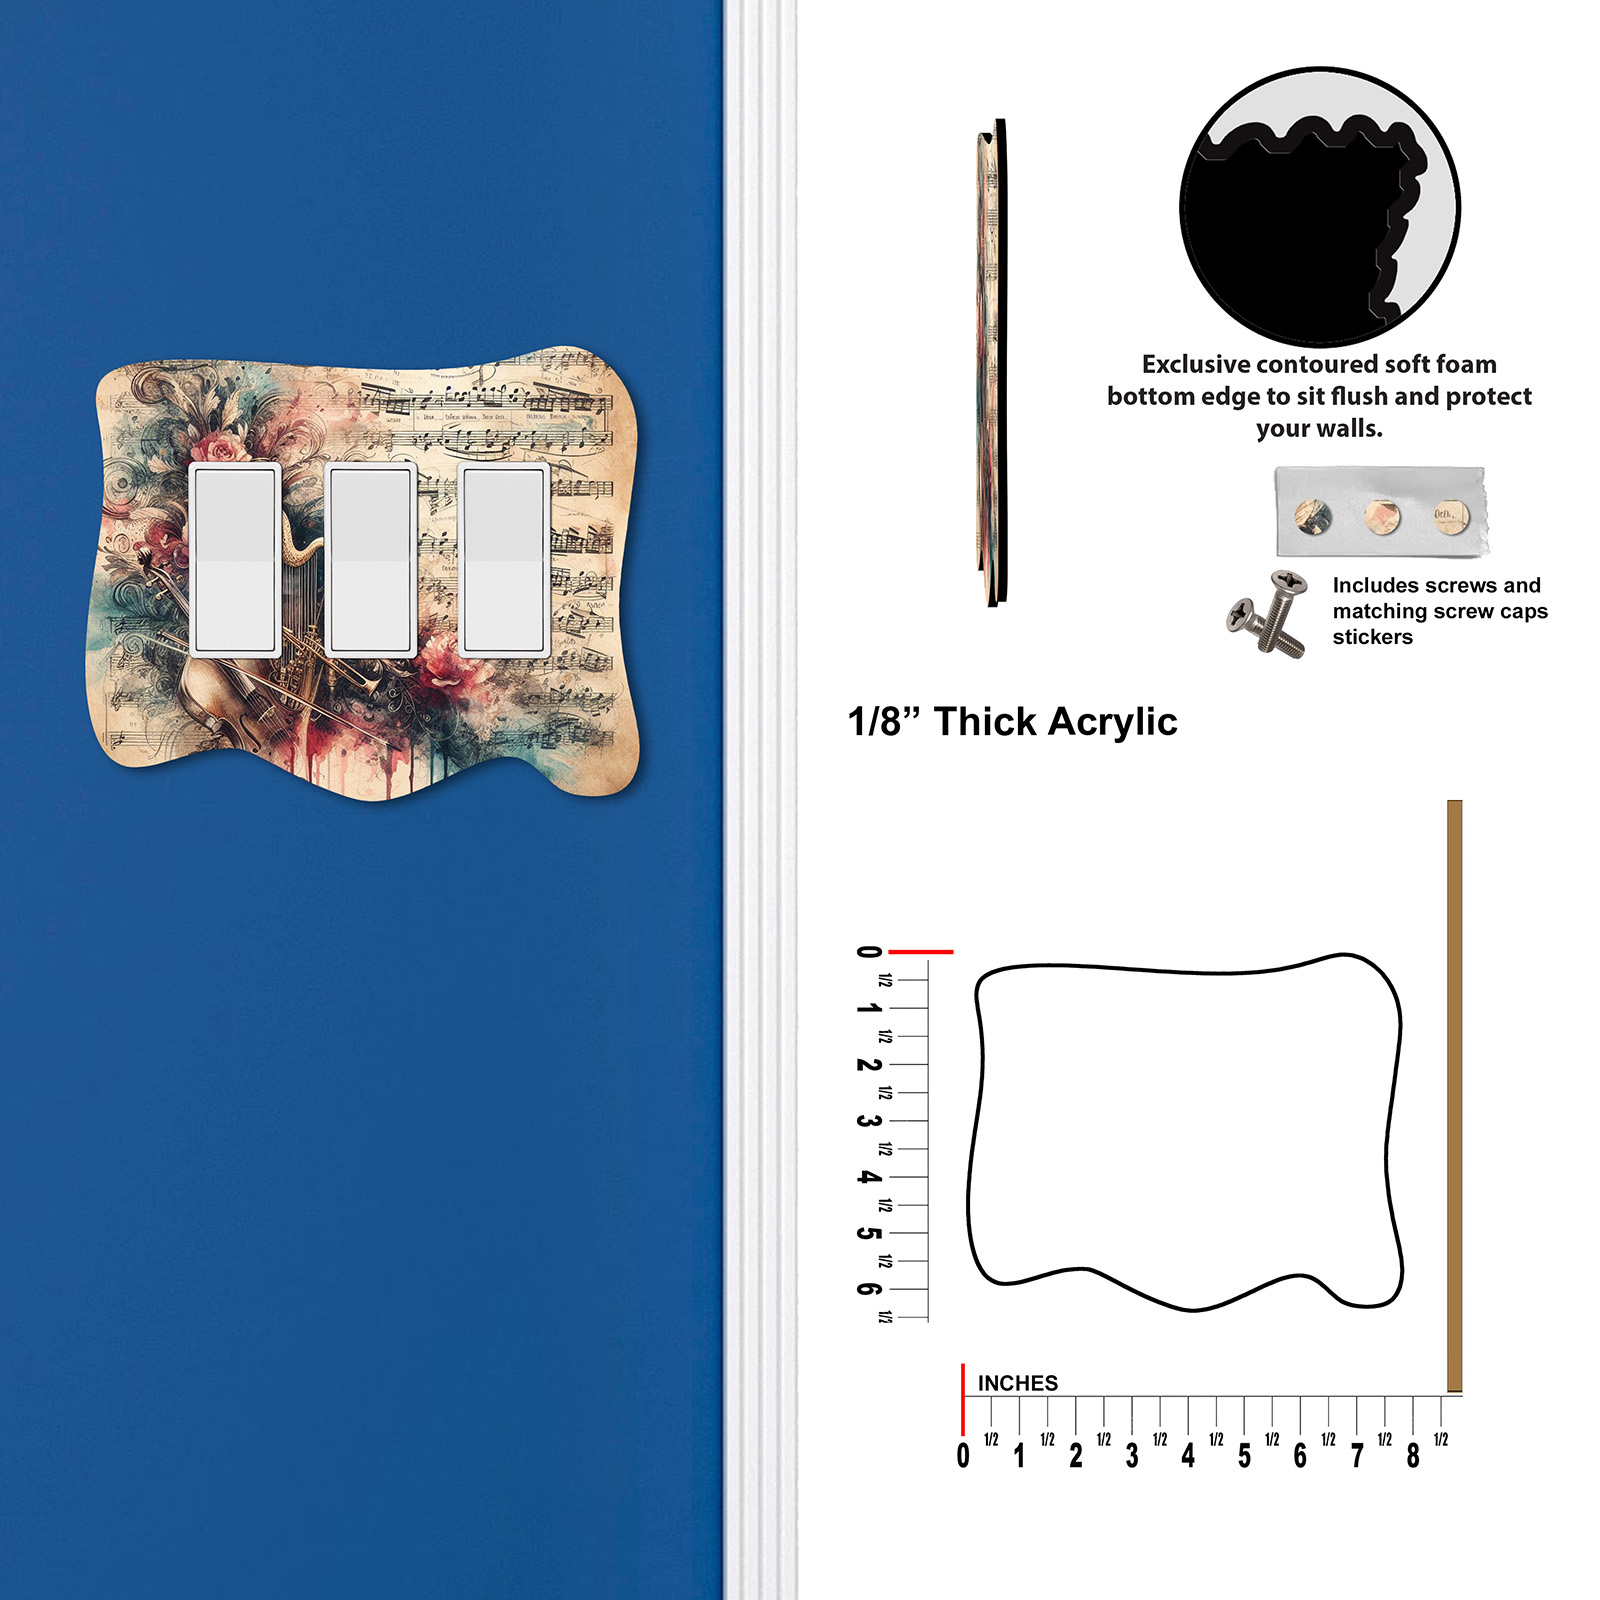 Exclusive contoured soft foam
bottom edge to sit flush and protect
your walls.
Includes screws and
matching screw caps
stickers
1/8” Thick Acrylic
0
1/2
1
1/2
2
1/2
3
1/2
4
1/2
5
1/2
6
1/2
INCHES
0 1/2 1 1/2 2 1/2 3 1/2 4 1/2 5 1/2 6 1/2 7 1/2 8 1/2